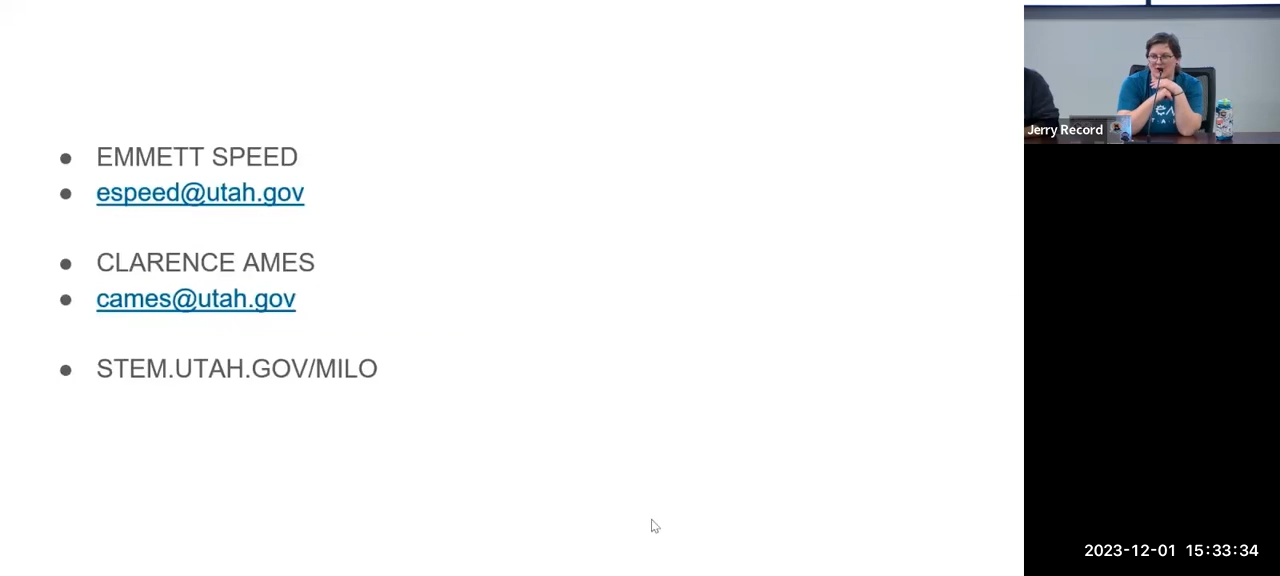 EMMETT SPEED
espeed@utah.gov
CLARENCE AMES
cames@utah.gov
STEM.UTAH.GOV/MILO
Jerry Record
2023-12-01 15:33:34